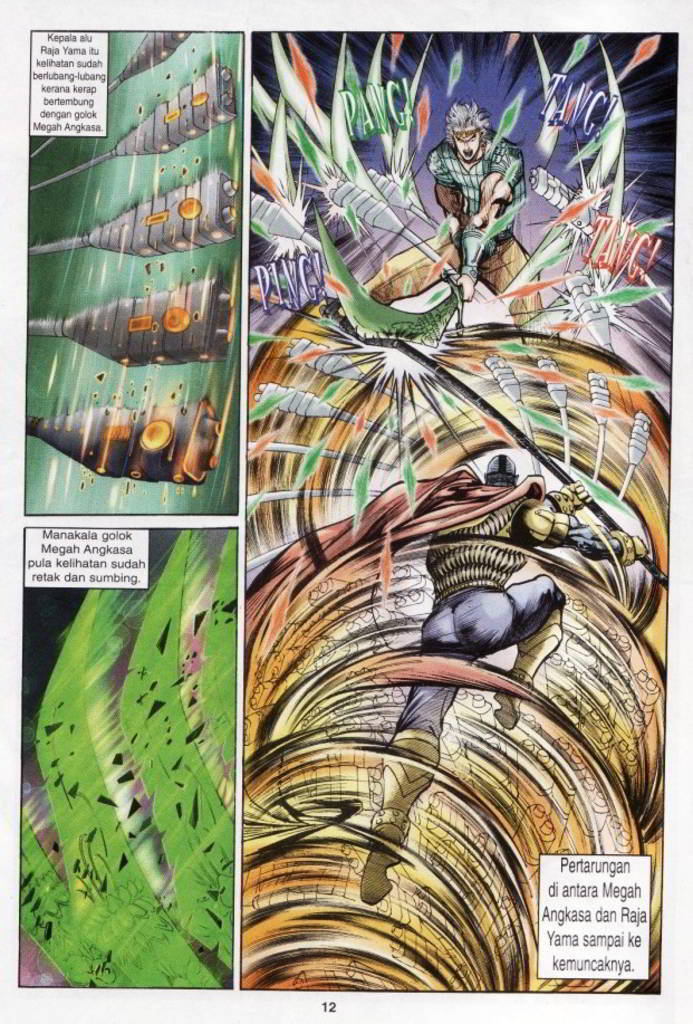 Kepala alu
Raja Yama itu
kelihatan sudah
berlubang-lubang
kerana kerap
bertembung
dengan golok
Megah Angkasa.
PANG!
TANG!
PING!
TANG!
Manakala golok
Megah Angkasa
pula kelihatan sudah
retak dan sumbing.
Pertarungan
di antara Megah
Angkasa dan Raja
Yama sampai ke
kemuncaknya.
12